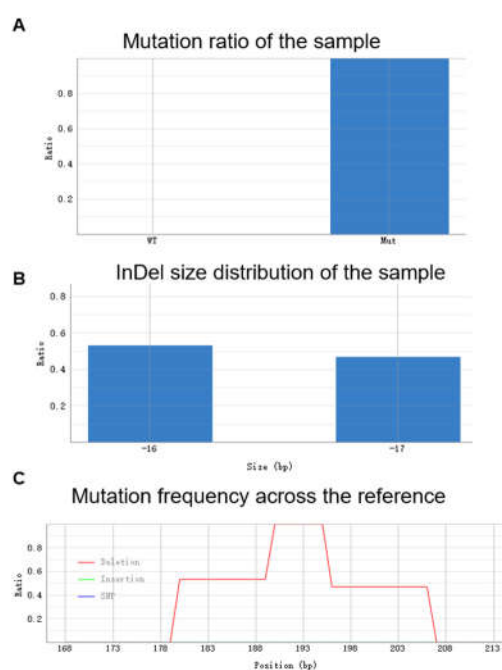 A
Mutation ratio of the sample
0.8
0.6
0.4
0.2
Ratio
WT
Mut
B
InDel size distribution of the sample
0.8
0.6
0.4
0.2
Ratio
-16
-17
Size (bp)
C
Mutation frequency across the reference
0.8
0.6
0.4
0.2
Ratio
Deletion
Insertion
SNP
168 173 178 183 188 193 198 203 208 213
Position (bp)